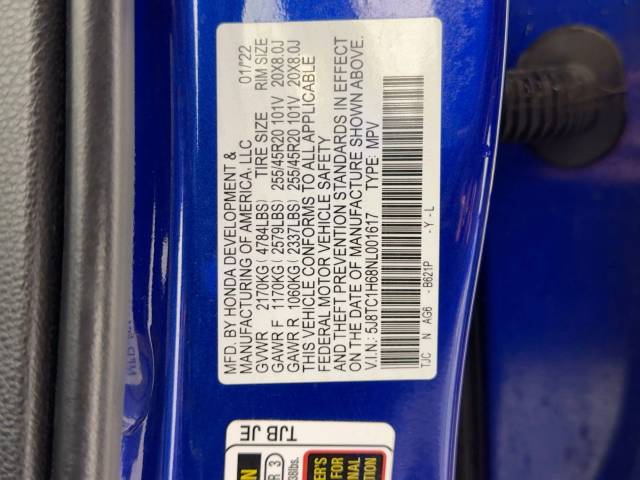 MFD. BY HONDA DEVELOPMENT &
MANUFACTURING OF AMERICA, LLC 01/22
GVWR 2170KG ( 4784LBS) TIRE SIZE RIM SIZE
GAWR F 1170KG ( 2579LBS) 255/45R20 101V 20X8.0J
GAWR R 1060KG ( 2337LBS) 255/45R20 101V 20X8.0J
THIS VEHICLE CONFORMS TO ALL APPLICABLE
FEDERAL MOTOR VEHICLE SAFETY
AND THEFT PREVENTION STANDARDS IN EFFECT
ON THE DATE OF MANUFACTURE SHOWN ABOVE.
V.I.N.: 5J8TC1H68NL001617 TYPE: MPV
TJC N AG6 - B621P - Y - L
TJB JE